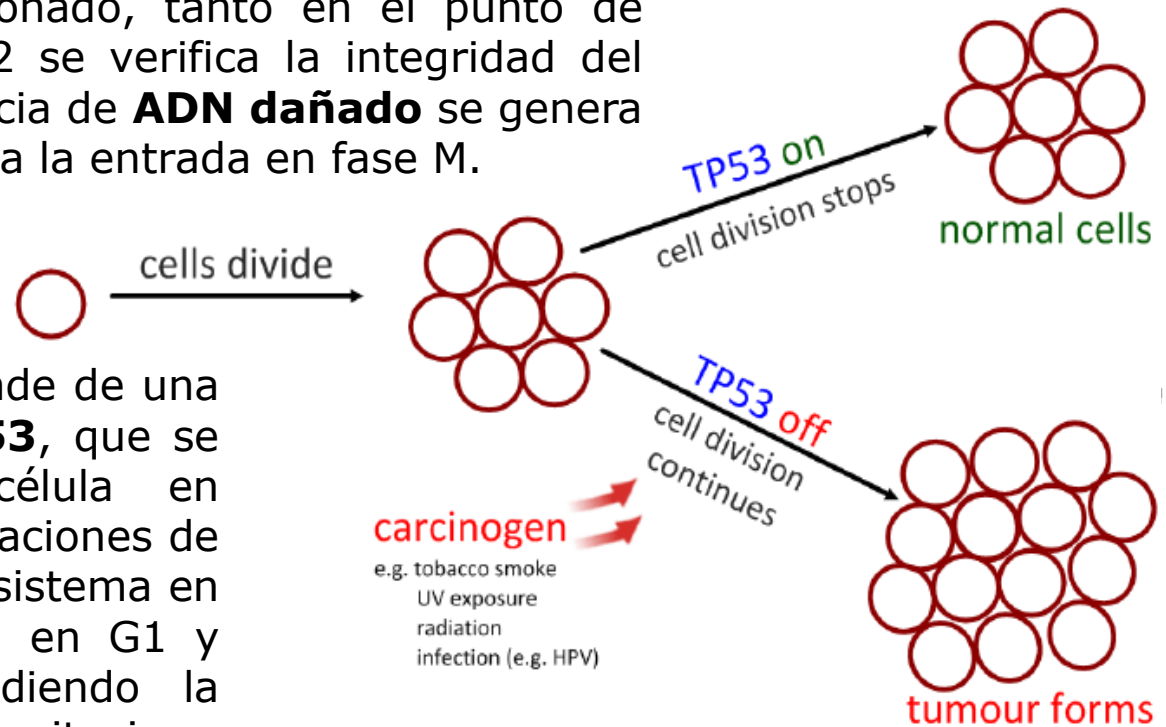 onado, tanto en el punto de
2 se verifica la integridad del
cia de ADN dañado se genera
a la entrada en fase M.
TP53 on
cell division stops
normal cells
cells divide
nde de una
53, que se
célula en
aciones de
sistema en
en G1 y
diendo la
TP53 off
cell division
continues
carcinogen
e.g. tobacco smoke
UV exposure
radiation
infection (e.g. HPV)
tumour forms